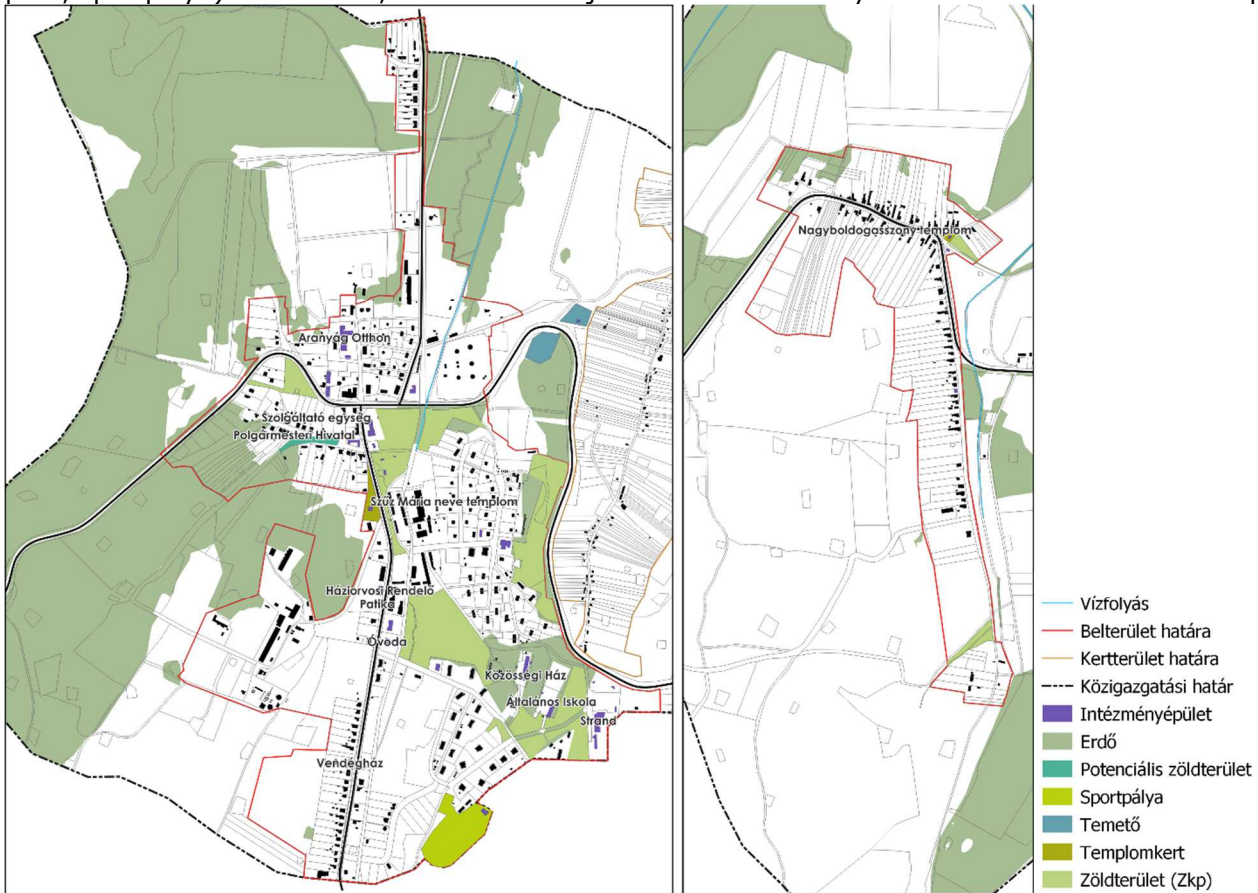 Nagyboldogasszony templom
Aranyág Otthon
Szolgáltató egység
Polgármesteri Hivatal
Szűz Mária neve templom
Háziorvosi Rendelő
Patika
Óvoda
Közösségi Ház
Általános Iskola
Strand
Vendégház
Vízfolyás
Belterület határa
Kertterület határa
Közigazgatási határ
Intézményépület
Erdő
Potenciális zöldterület
Sportpálya
Temető
Templomkert
Zöldterület (Zkp)